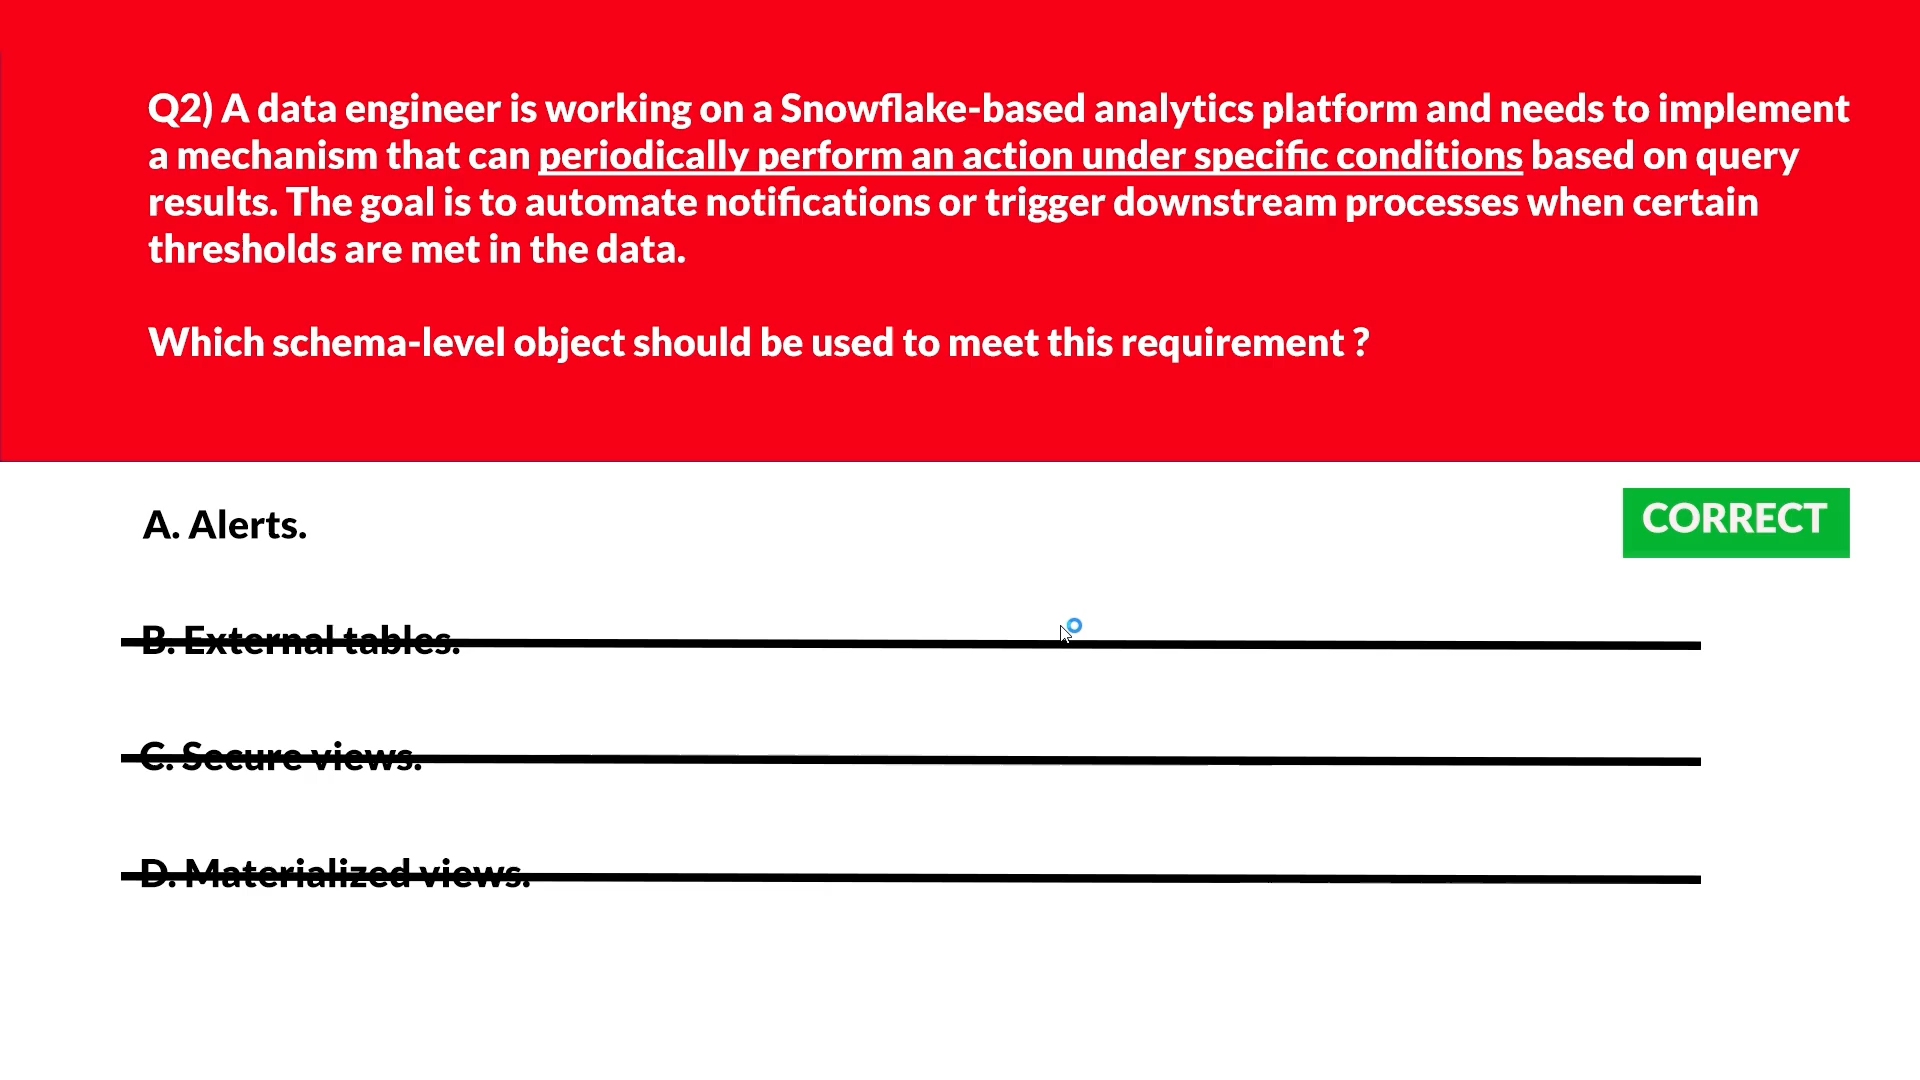 Q2) A data engineer is working on a Snowflake-based analytics platform and needs to implement
a mechanism that can periodically perform an action under specific conditions based on query
results. The goal is to automate notifications or trigger downstream processes when certain
thresholds are met in the data.
Which schema-level object should be used to meet this requirement ?
A. Alerts.
CORRECT
B. External tables.
C. Secure views.
D. Materialized views.